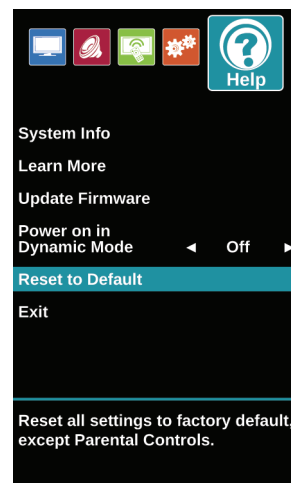 Help
System Info
Learn More
Update Firmware
Power on in
Dynamic Mode ◄ Off ►
Reset to Default
Exit
Reset all settings to factory default,
except Parental Controls.